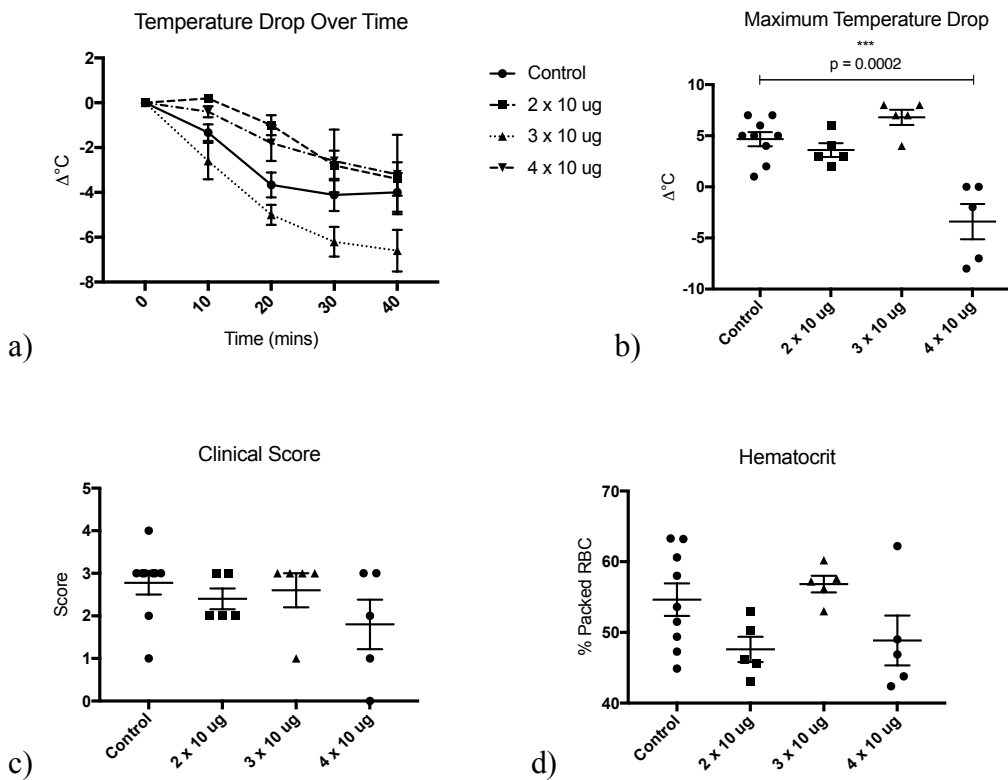 Temperature Drop Over Time
2
0
-2
-4
-6
-8
Δ°C
0
10
20
30
40
Time (mins)
a)
Control
2 x 10 ug
3 x 10 ug
4 x 10 ug
Maximum Temperature Drop
***
p = 0.0002
10
5
0
-5
-10
Δ°C
Control
2 x 10 ug
3 x 10 ug
4 x 10 ug
b)
Clinical Score
5
4
3
2
1
0
Score
Control
2 x 10 ug
3 x 10 ug
4 x 10 ug
c)
Hematocrit
70
60
50
40
% Packed RBC
Control
2 x 10 ug
3 x 10 ug
4 x 10 ug
d)